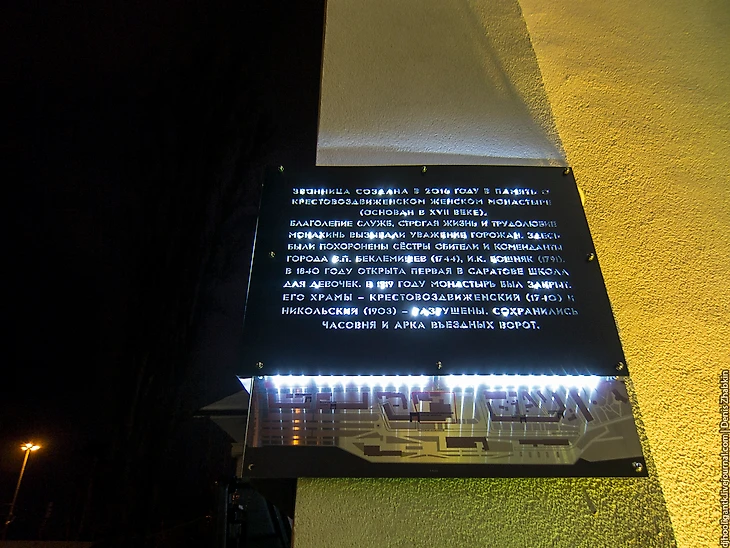 ЗВОННИЦА СОЗДАНА В 2016 ГОДУ В ПАМЯТЬ О
КРЕСТОВОЗДВИЖЕНСКОМ ЖЕНСКОМ МОНАСТЫРЕ
(ОСНОВАН В XVII ВЕКЕ).
БЛАГОЛЕПИЕ СЛУЖБ, СТРОГАЯ ЖИЗНЬ И ТРУДОЛЮБИЕ
МОНАХИНЬ ВЫЗЫВАЛИ УВАЖЕНИЕ ГОРОЖАН. ЗДЕСЬ
БЫЛИ ПОХОРОНЕНЫ СЁСТРЫ ОБИТЕЛИ И КОМЕНДАНТЫ
ГОРОДА В.П. БЕКЛЕМИШЕВ (1744), И.К. БОШНЯК (1791).
В 1840 ГОДУ ОТКРЫТА ПЕРВАЯ В САРАТОВЕ ШКОЛА
ДЛЯ ДЕВОЧЕК. В 1919 ГОДУ МОНАСТЫРЬ БЫЛ ЗАКРЫТ.
ЕГО ХРАМЫ – КРЕСТОВОЗДВИЖЕНСКИЙ (1740) И
НИКОЛЬСКИЙ (1903) – РАЗРУШЕНЫ. СОХРАНИЛИСЬ
ЧАСОВНЯ И АРКА ВЪЕЗДНЫХ ВОРОТ.
djhooligantk.livejournal.com | Denis Zhabkin